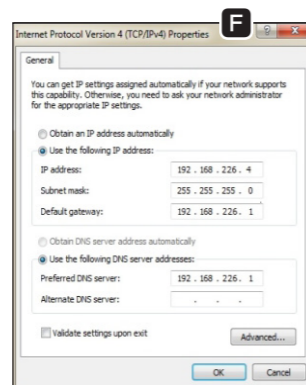 Internet Protocol Version 4 (TCP/IPv4) Properties
F
General
You can get IP settings assigned automatically if your network supports
this capability. Otherwise, you need to ask your network administrator
for the appropriate IP settings.
Obtain an IP address automatically
Use the following IP address:
IP address: 192 . 168 . 226 . 4
Subnet mask: 255 . 255 . 255 . 0
Default gateway: 192 . 168 . 226 . 1
Obtain DNS server address automatically
Use the following DNS server addresses:
Preferred DNS server: 192 . 168 . 226 . 1
Alternate DNS server: . . .
Validate settings upon exit
Advanced...
OK Cancel